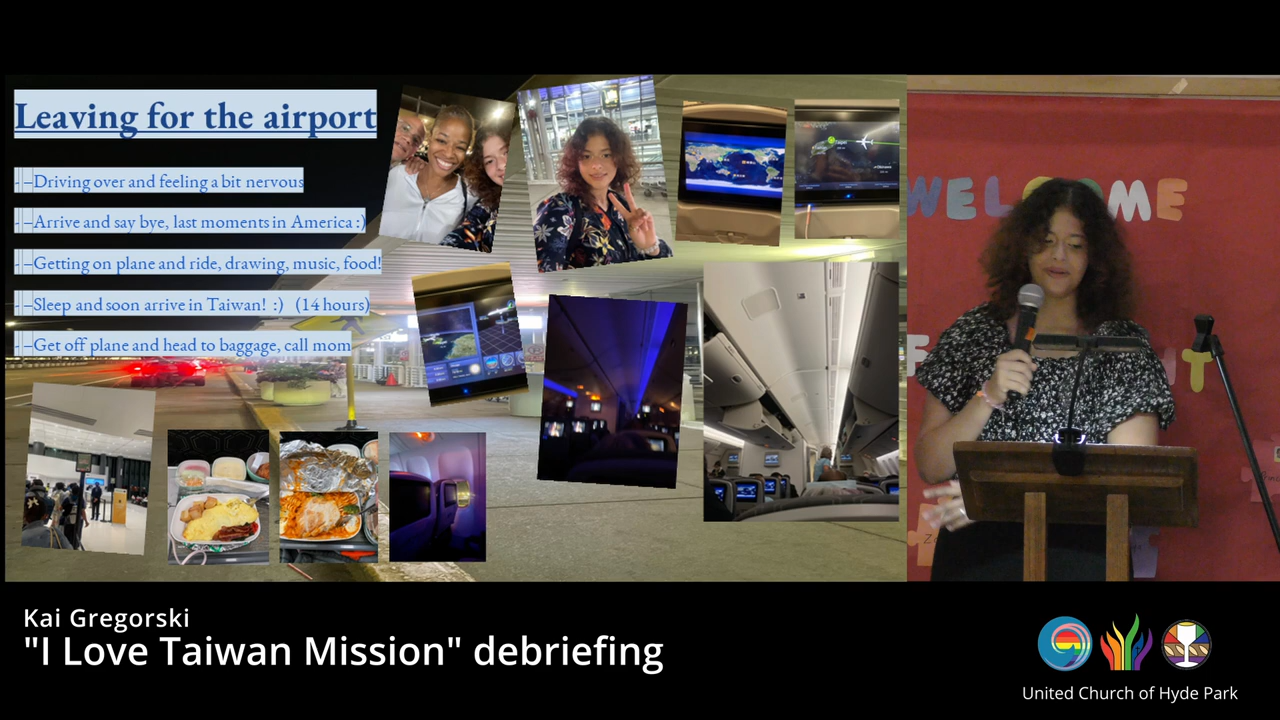 Leaving for the airport
-–Driving over and feeling a bit nervous
-–Arrive and say bye, last moments in America :)
-–Getting on plane and ride, drawing, music, food!
-–Sleep and soon arrive in Taiwan! :) (14 hours)
-–Get off plane and head to baggage, call mom
WELCOME
Kai Gregorski
"I Love Taiwan Mission" debriefing
United Church of Hyde Park